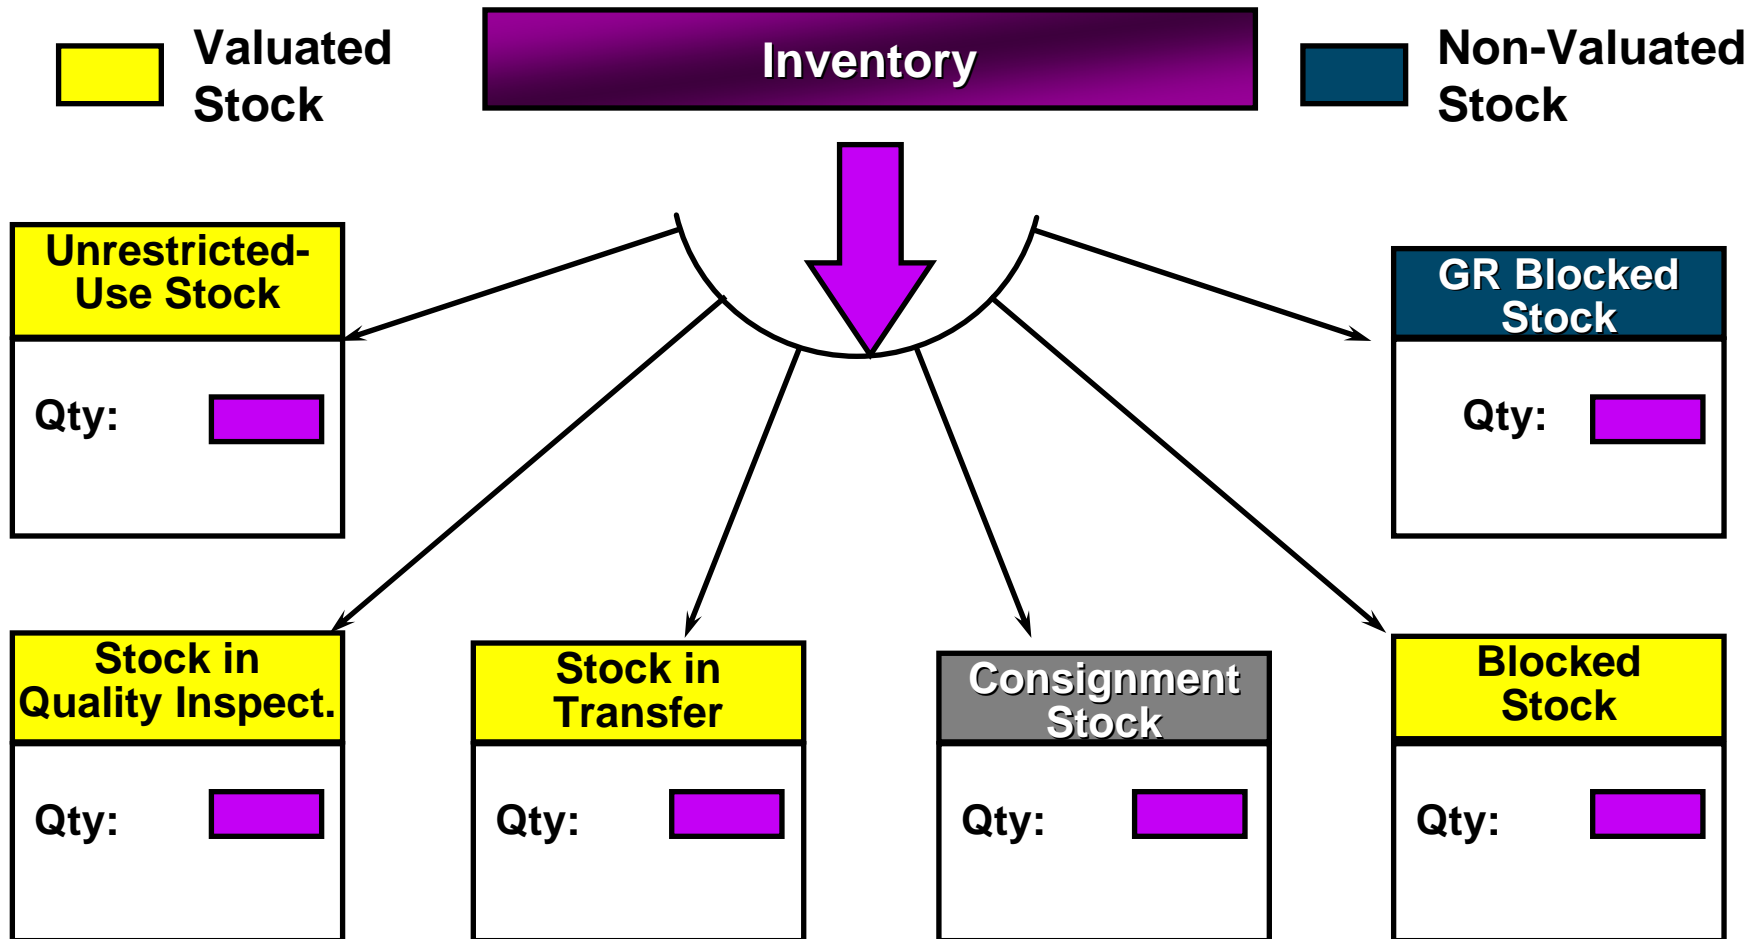 Valuated
Stock
Inventory
Non-Valuated
Stock
Unrestricted-
Use Stock
Qty:
GR Blocked
Stock
Qty:
Stock in
Quality Inspect.
Qty:
Stock in
Transfer
Qty:
Consignment
Stock
Qty:
Blocked
Stock
Qty: